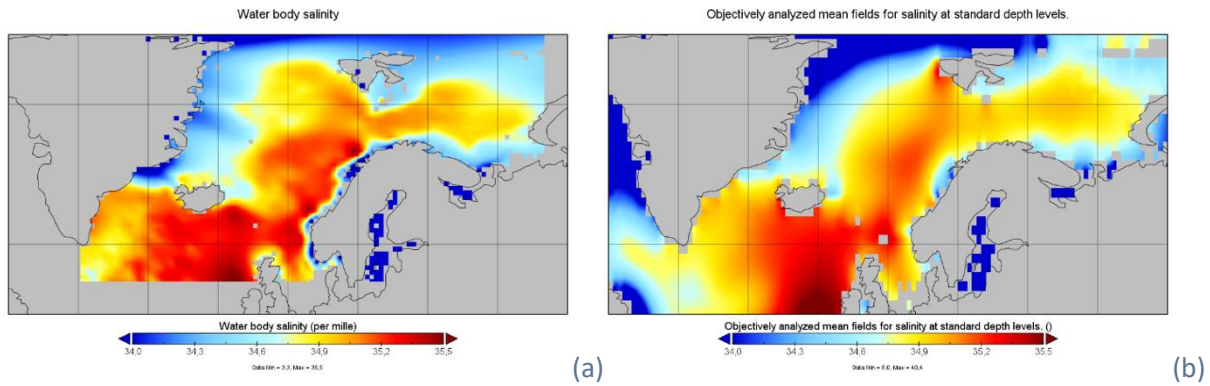 Water body salinity
Water body salinity (per mille)
34,0 34,3 34,6 34,9 35,2 35,5
Data Min = 3,3, Max = 35,5
(a)
Objectively analyzed mean fields for salinity at standard depth levels.
Objectively analyzed mean fields for salinity at standard depth levels. ()
34,0 34,3 34,6 34,9 35,2 35,5
Data Min = 5,0, Max = 40,4
(b)